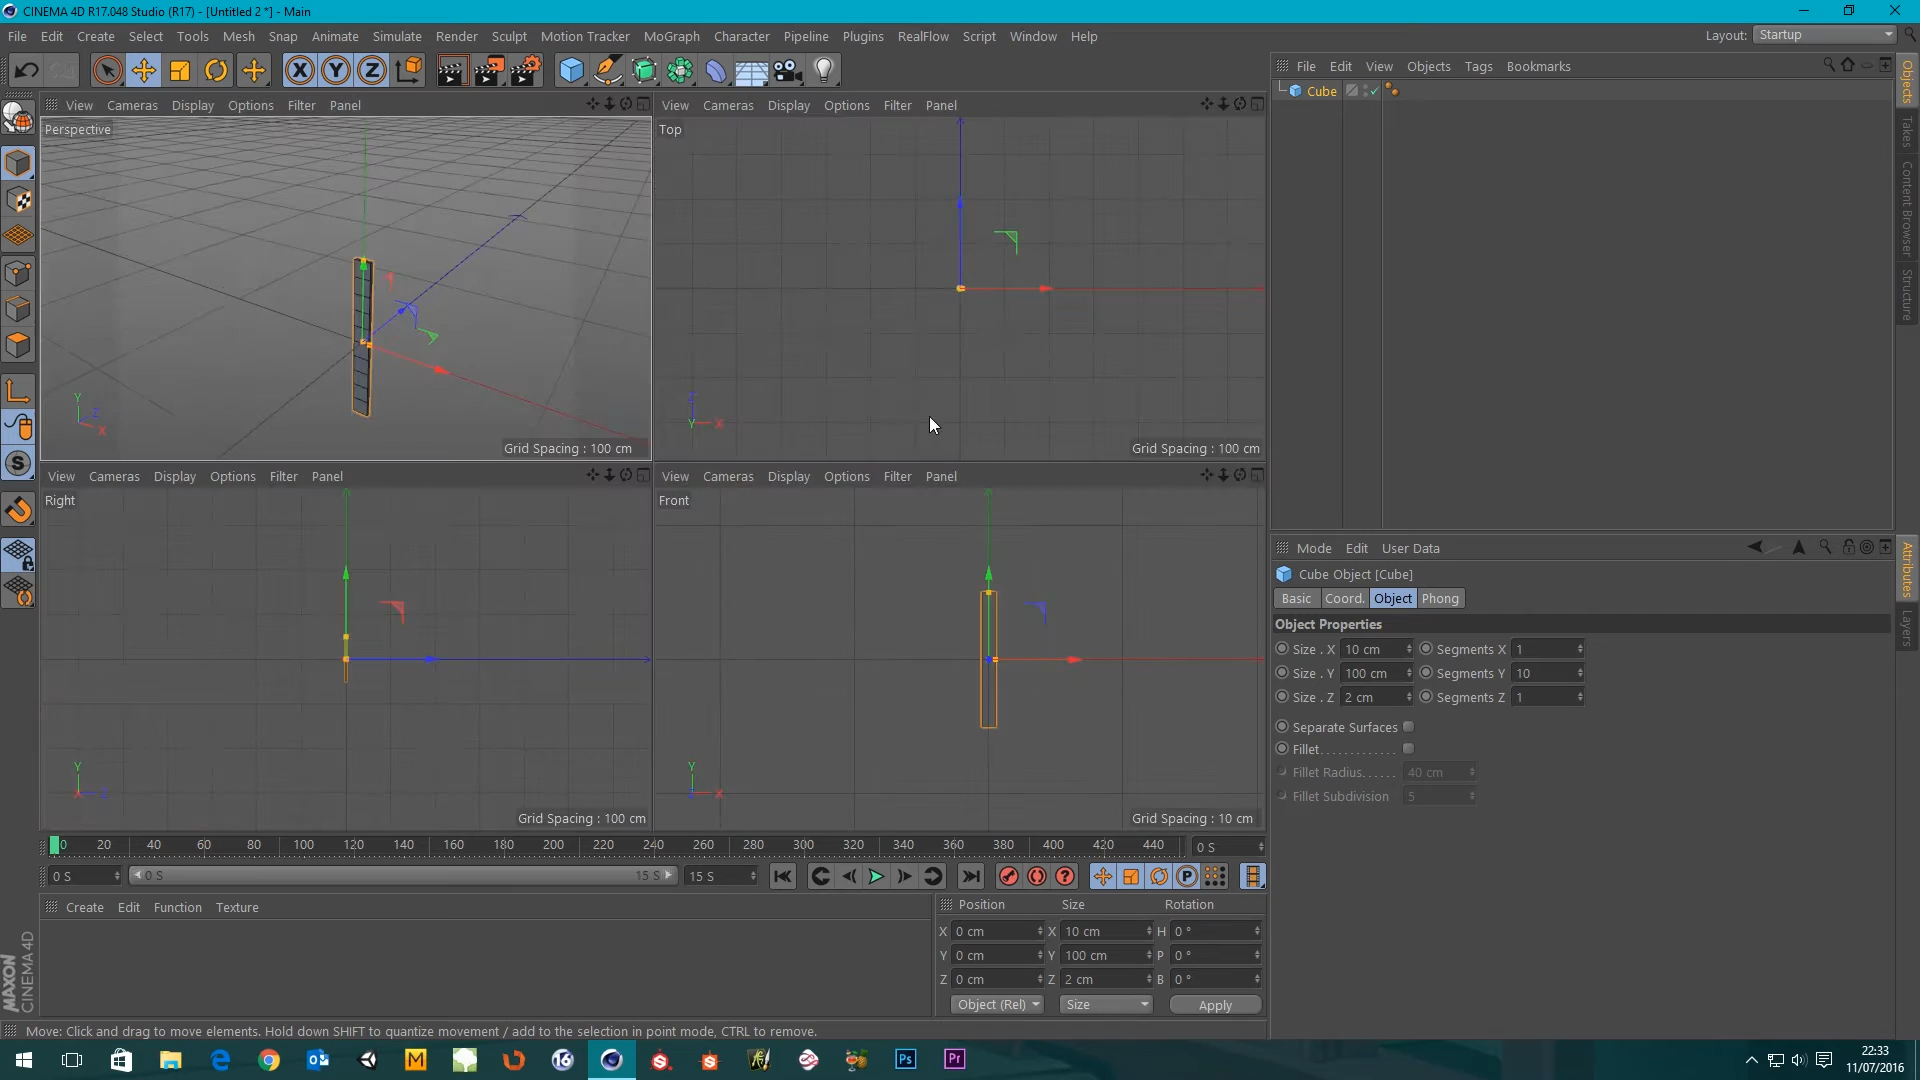 CINEMA 4D R17.048 Studio (R17) - [Untitled 2 *] - Main
File Edit Create Select Tools Mesh Snap Animate Simulate Render Sculpt Motion Tracker MoGraph Character Pipeline Plugins RealFlow Script Window Help
Layout: Startup
File Edit View Objects Tags Bookmarks
Cube
View Cameras Display Options Filter Panel
View Cameras Display Options Filter Panel
Perspective
Top
Grid Spacing : 100 cm
Grid Spacing : 100 cm
View Cameras Display Options Filter Panel
View Cameras Display Options Filter Panel
Right
Front
Grid Spacing : 100 cm
Grid Spacing : 10 cm
Y Z X
Z Y X
Y X Z
Y Z X
Objects
Takes
Content Browser
Structure
Mode Edit User Data
Cube Object [Cube]
Basic Coord. Object Phong
Object Properties
Size . X 10 cm Segments X 1
Size . Y 100 cm Segments Y 10
Size . Z 2 cm Segments Z 1
Separate Surfaces
Fillet. . . . . . . . . . . . .
Fillet Radius. . . . . . 40 cm
Fillet Subdivision 5
Attributes
Layers
0 20 40 60 80 100 120 140 160 180 200 220 240 260 280 300 320 340 360 380 400 420 440
0 S
0 S 0 S 15 S 15 S
Create Edit Function Texture
Position Size Rotation
X 0 cm X 10 cm H 0 °
Y 0 cm Y 100 cm P 0 °
Z 0 cm Z 2 cm B 0 °
Object (Rel) Size Apply
MAXON
CINEMA 4D
Move: Click and drag to move elements. Hold down SHIFT to quantize movement / add to the selection in point mode, CTRL to remove.
16
Ps
Pr
22:33
11/07/2016